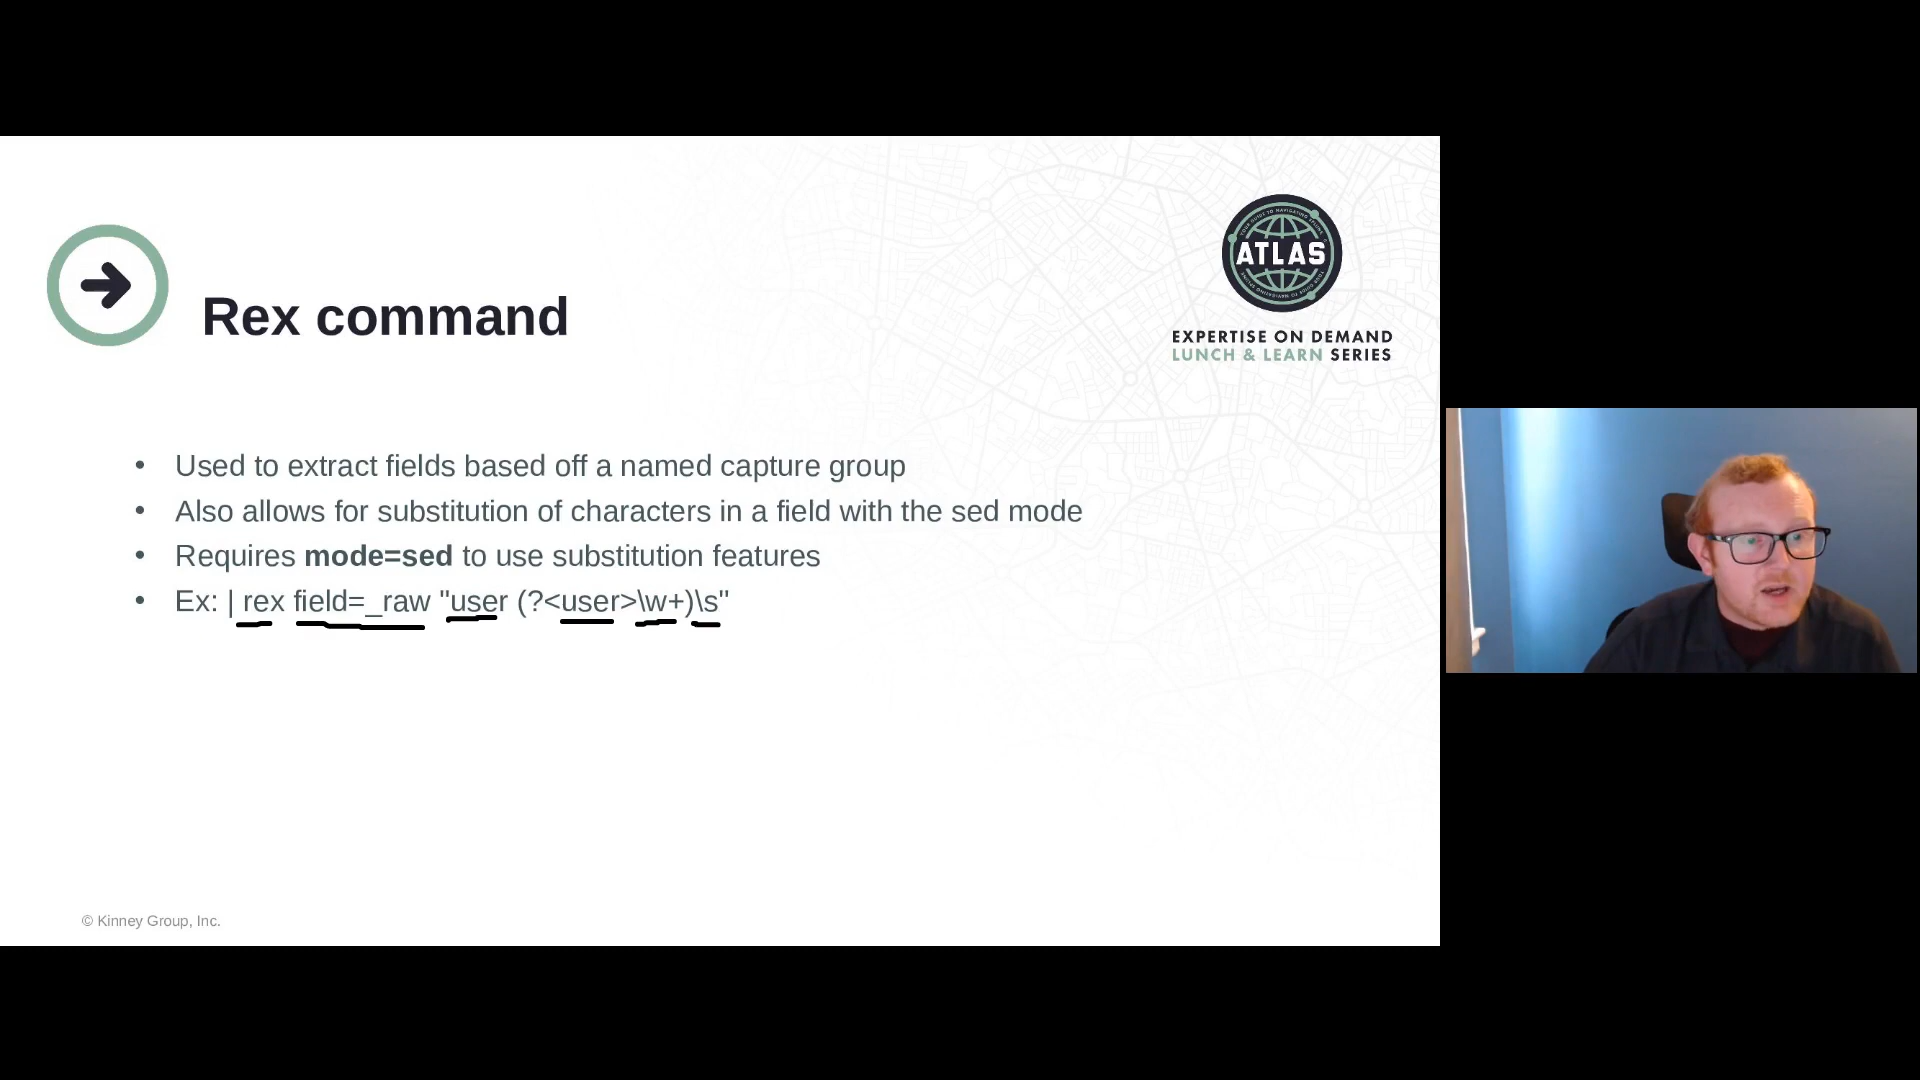 ATLAS
EXPERTISE ON DEMAND
LUNCH & LEARN SERIES
Rex command
• Used to extract fields based off a named capture group
• Also allows for substitution of characters in a field with the sed mode
• Requires mode=sed to use substitution features
• Ex: | rex field=_raw "user (?<user>\w+)\s"
© Kinney Group, Inc.